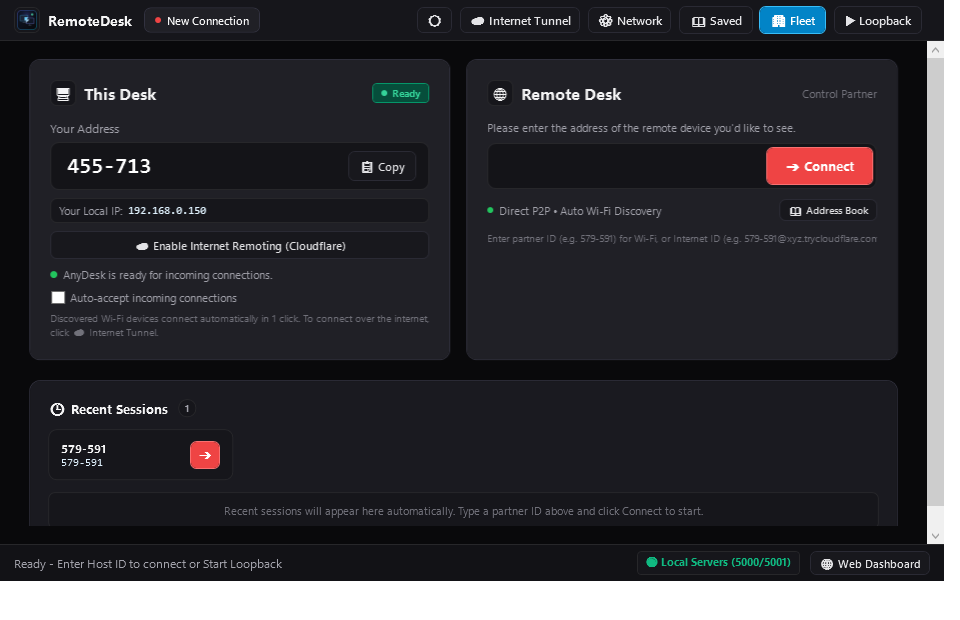 RemoteDesk
New Connection
Internet Tunnel
Network
Saved
Fleet
Loopback
This Desk
Ready
Your Address
455-713
Copy
Your Local IP: 192.168.0.150
Enable Internet Remoting (Cloudflare)
AnyDesk is ready for incoming connections.
Auto-accept incoming connections
Discovered Wi-Fi devices connect automatically in 1 click. To connect over the internet,
click Internet Tunnel.
Remote Desk
Control Partner
Please enter the address of the remote device you'd like to see.
Connect
Direct P2P • Auto Wi-Fi Discovery
Address Book
Enter partner ID (e.g. 579-591) for Wi-Fi, or Internet ID (e.g. 579-591@xyz.trycloudflare.con
Recent Sessions 1
579-591
579-591
Recent sessions will appear here automatically. Type a partner ID above and click Connect to start.
Ready - Enter Host ID to connect or Start Loopback
Local Servers (5000/5001)
Web Dashboard